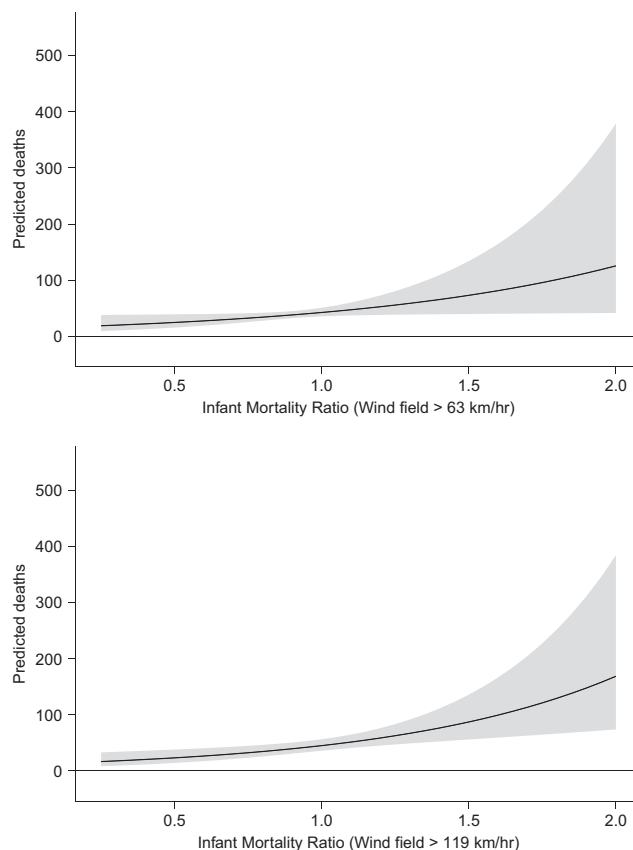 500
400
300
200
100
0
Predicted deaths
0.5 1.0 1.5 2.0
Infant Mortality Ratio (Wind field > 63 km/hr)
500
400
300
200
100
0
Predicted deaths
0.5 1.0 1.5 2.0
Infant Mortality Ratio (Wind field > 119 km/hr)